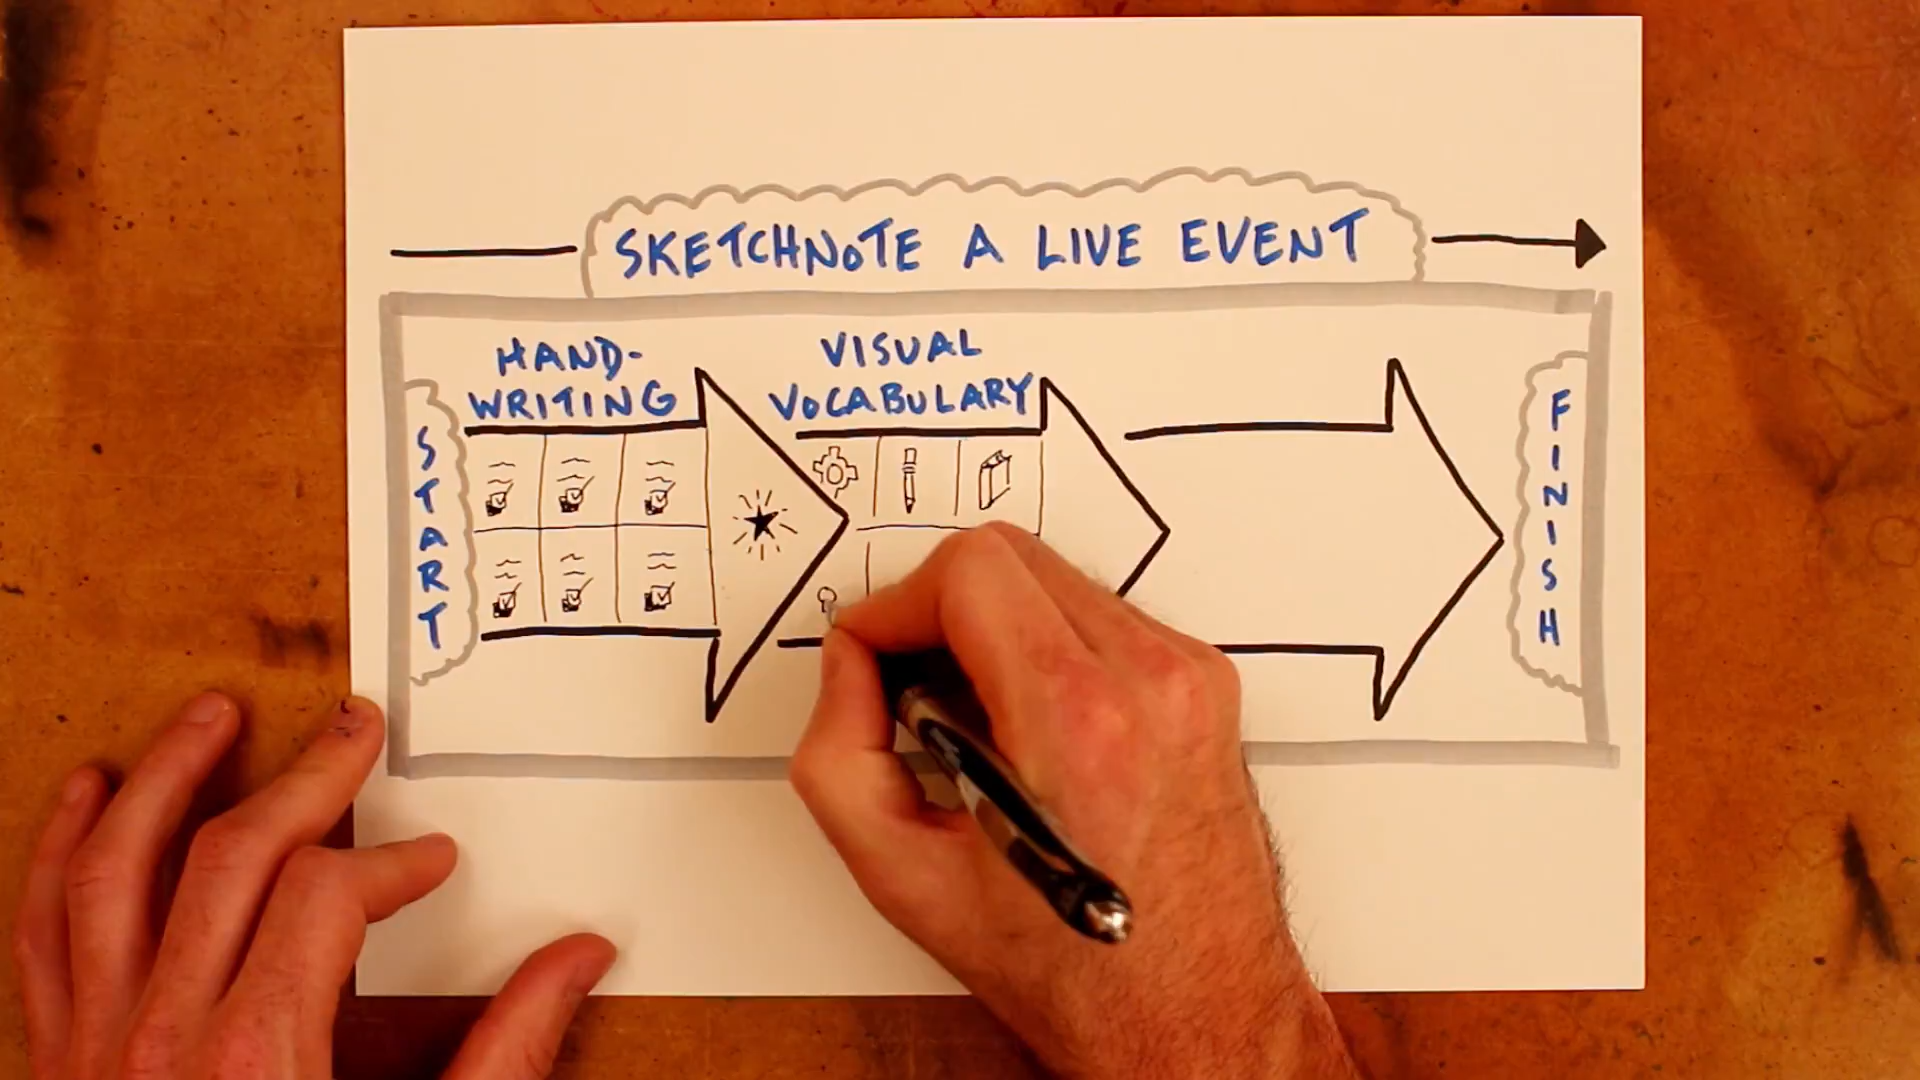 SKETCHNOTE A LIVE EVENT
HAND-
WRITING
VISUAL
VOCABULARY
START
FINISH